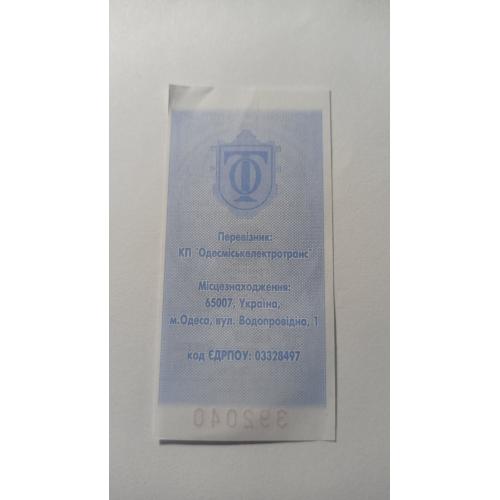 Перевізник:
КП "Одесміськелектротранс"
Місцезнаходження:
65007, Україна,
м.Одеса, вул. Водопровідна, 1
код ЄДРПОУ: 03328497
392040